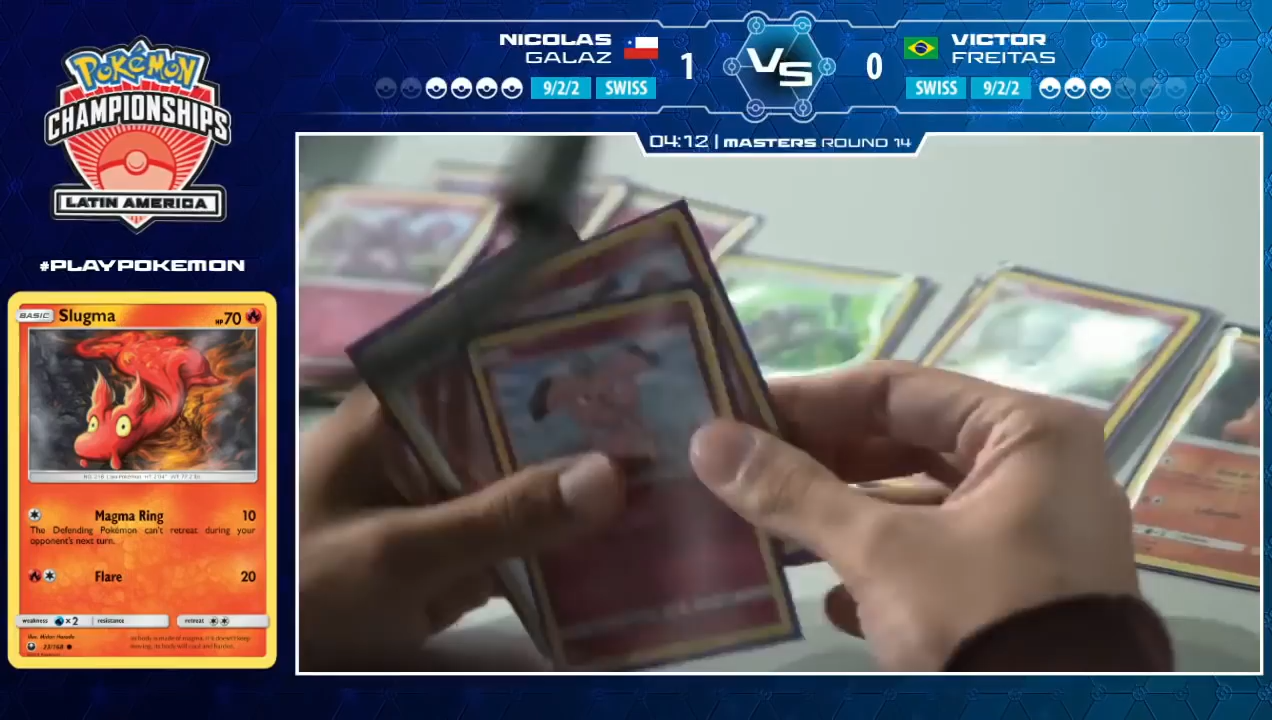 Pokémon
CHAMPIONSHIPS
LATIN AMERICA
#PLAYPOKEMON
NICOLAS
GALAZ
9/2/2
SWISS
1
VS
0
VICTOR
FREITAS
SWISS
9/2/2
04:12 | MASTERS ROUND 14
BASIC Slugma HP70
Magma Ring 10
The Defending Pokémon can't retreat during your
opponent's next turn.
Flare 20
weakness ×2 resistance retreat
23/168